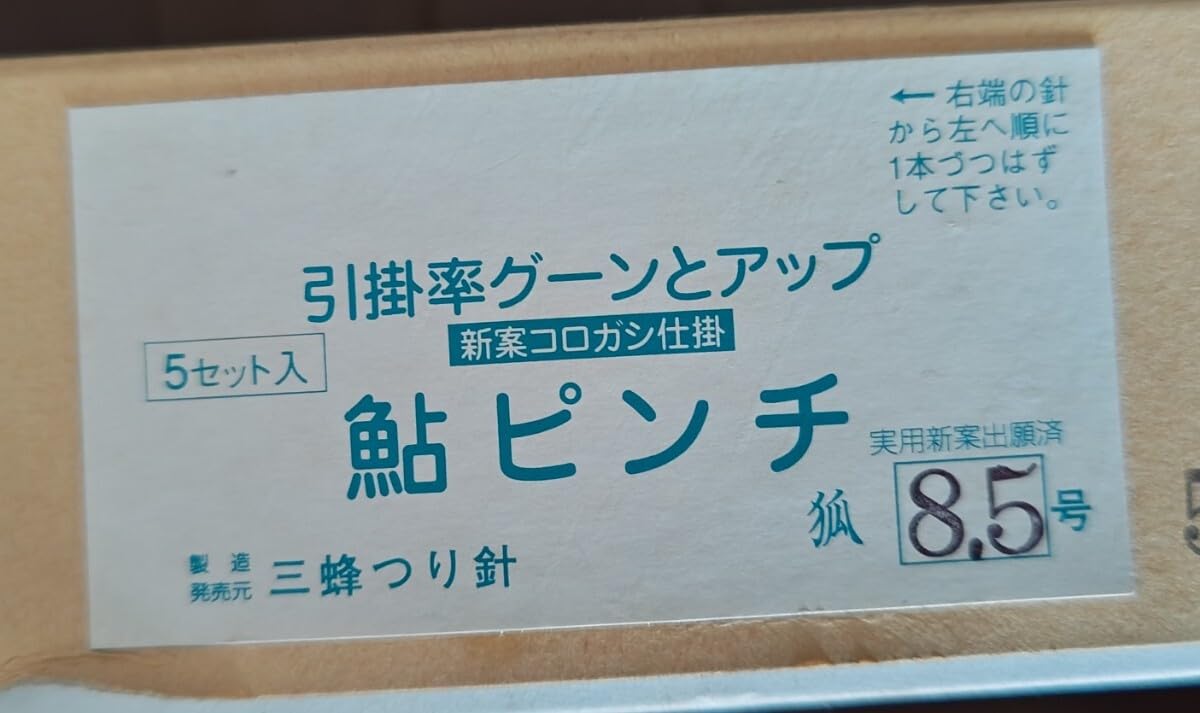 ← 右端の針
から左へ順に
1本づつはず
して下さい。
引掛率グーンとアップ
新案コロガシ仕掛
5セット入
鮎ピンチ
実用新案出願済
狐 8.5号
製造
発売元 三蜂つり針
5